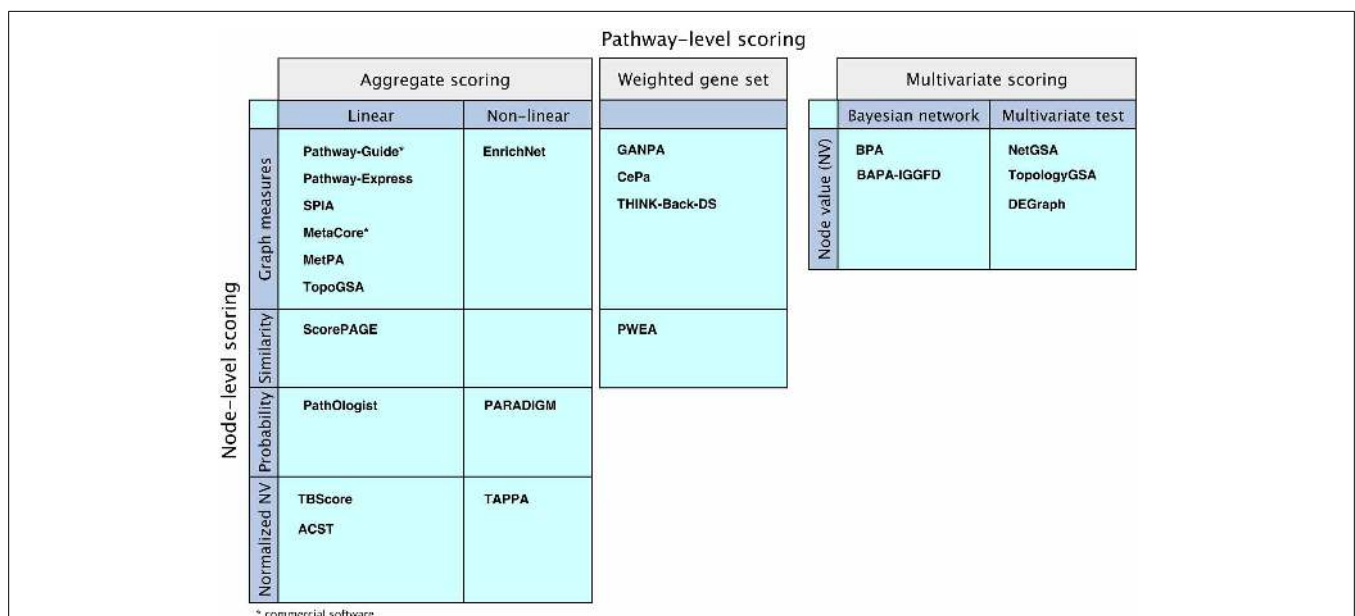 Pathway-level scoring
Aggregate scoring
Weighted gene set
Multivariate scoring
Linear
Non-linear
Bayesian network
Multivariate test
Node-level scoring
Graph measures
Pathway-Guide*
Pathway-Express
SPIA
MetaCore*
MetPA
TopoGSA
EnrichNet
GANPA
CePa
THINK-Back-DS
Node value (NV)
BPA
BAPA-IGGFD
NetGSA
TopologyGSA
DEGraph
Similarity
ScorePAGE
PWEA
Probability
PathOlogist
PARADIGM
Normalized NV
TBScore
ACST
TAPPA
* commercial software